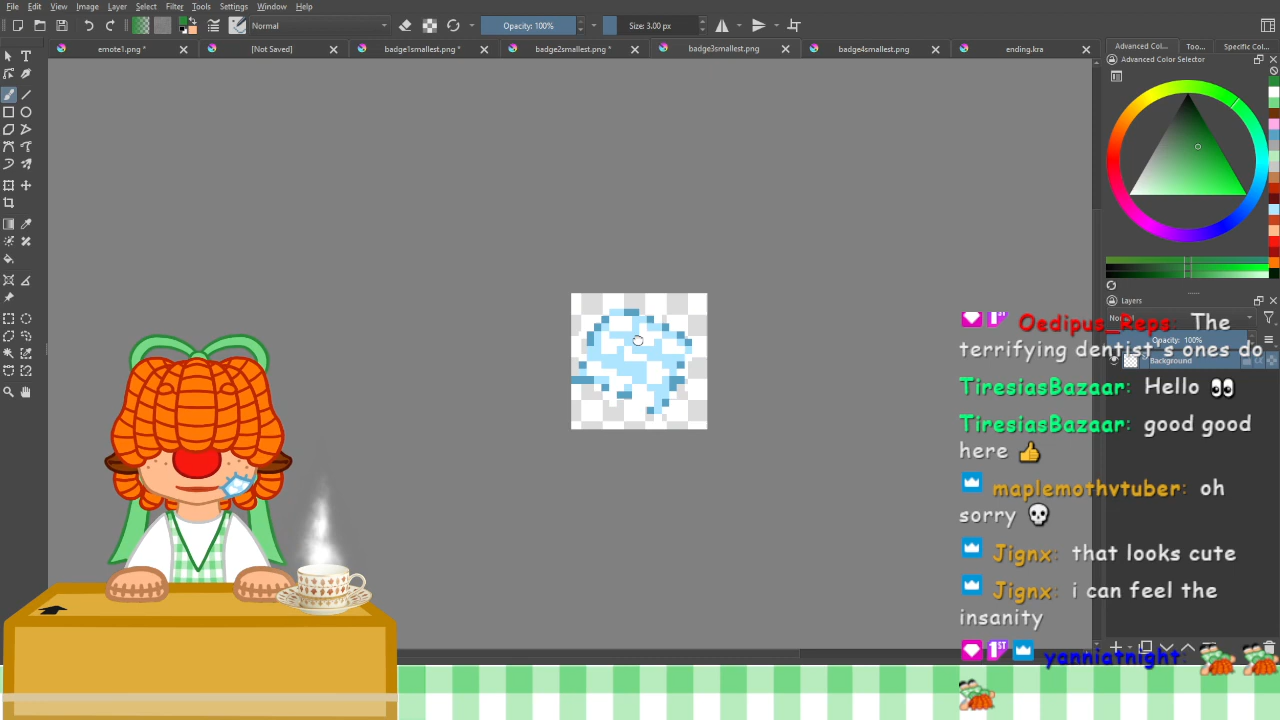 File Edit View Image Layer Select Filter Tools Settings Window Help
Normal Opacity: 100% Size: 3.00 px
emote1.png * [Not Saved] badge1smallest.png * badge2smallest.png * badge3smallest.png badge4smallest.png ending.kra
Advanced Col... Too... Specific Col...
Advanced Color Selector
Layers
Opacity: 100%
Background
Oedipus_Reps: The
terrifying dentist's ones do
TiresiasBazaar: Hello 👀
TiresiasBazaar: good good
here 👍
maplemothvtuber: oh
sorry 💀
Jignx: that looks cute
Jignx: i can feel the
insanity
1ST yanniatnight: